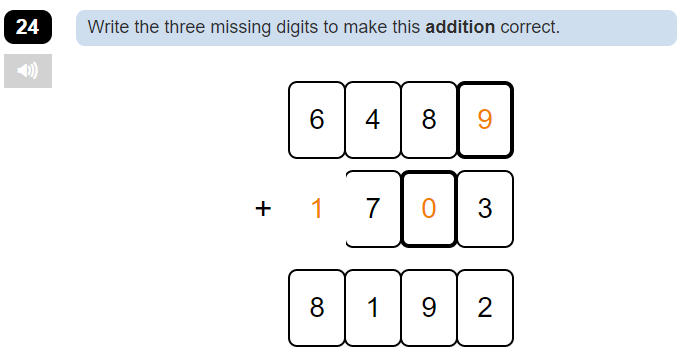 24 Write the three missing digits to make this addition correct.
6 4 8 9
+ 1 7 0 3
8 1 9 2